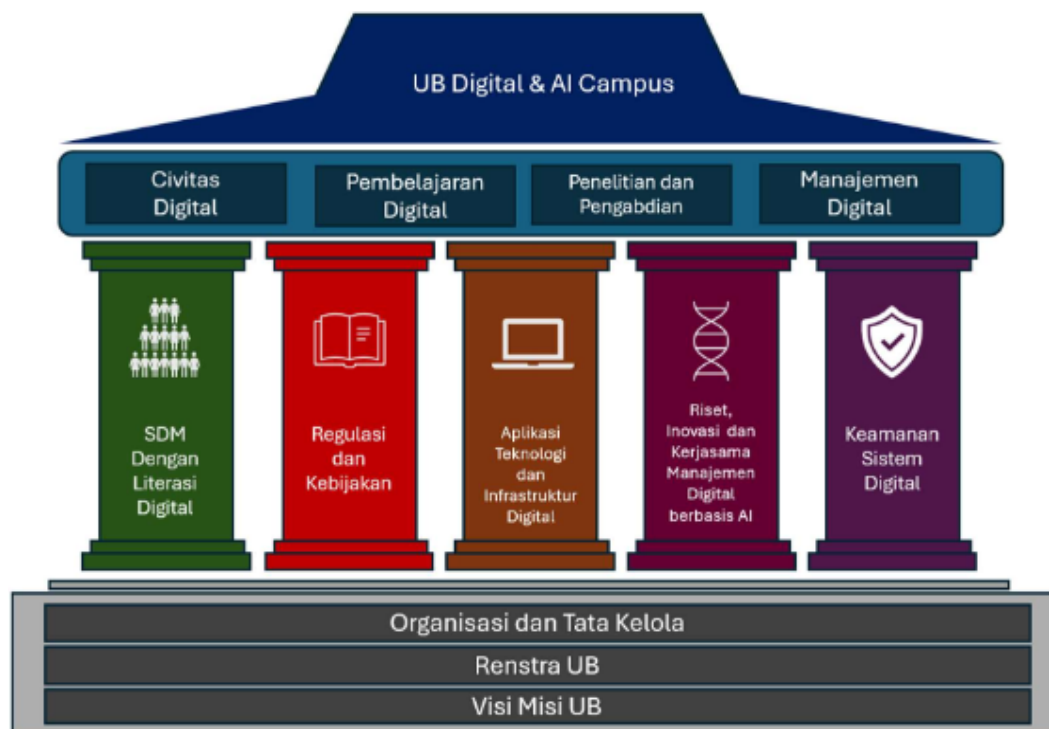 UB Digital & AI Campus
Civitas
Digital
Pembelajaran
Digital
Penelitian dan
Pengabdian
Manajemen
Digital
SDM
Dengan
Literasi
Digital
Regulasi
dan
Kebijakan
Aplikasi
Teknologi
dan
Infrastruktur
Digital
Riset,
Inovasi dan
Kerjasama
Manajemen
Digital
berbasis AI
Keamanan
Sistem
Digital
Organisasi dan Tata Kelola
Renstra UB
Visi Misi UB